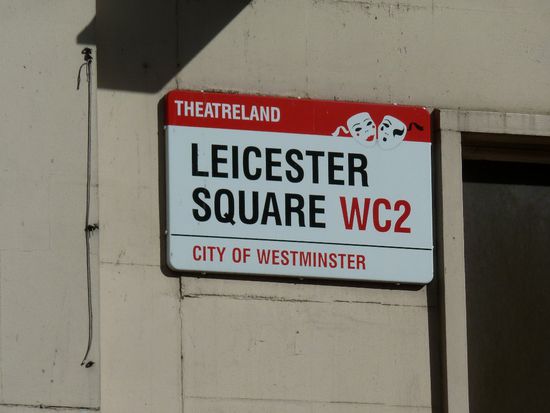 THEATRELAND
LEICESTER
SQUARE WC2
CITY OF WESTMINSTER